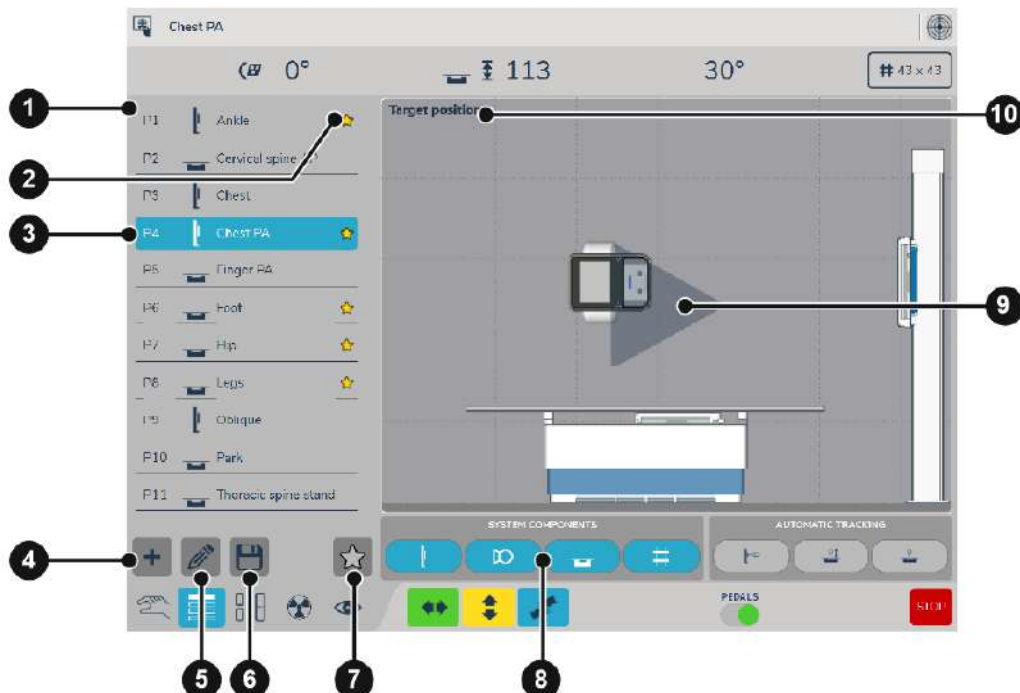 Chest PA
0°
113
30°
43 x 43
1
P1 Ankle
2
P2 Cervical spine
P3 Chest
3
P4 Chest PA
P5 Finger PA
P6 Foot
P7 Hip
P8 Legs
P9 Oblique
P10 Park
P11 Thoracic spine stand
Target position
10
9
SYSTEM COMPONENTS
AUTOMATIC TRACKING
4
PEDALS
STOP
5
6
7
8